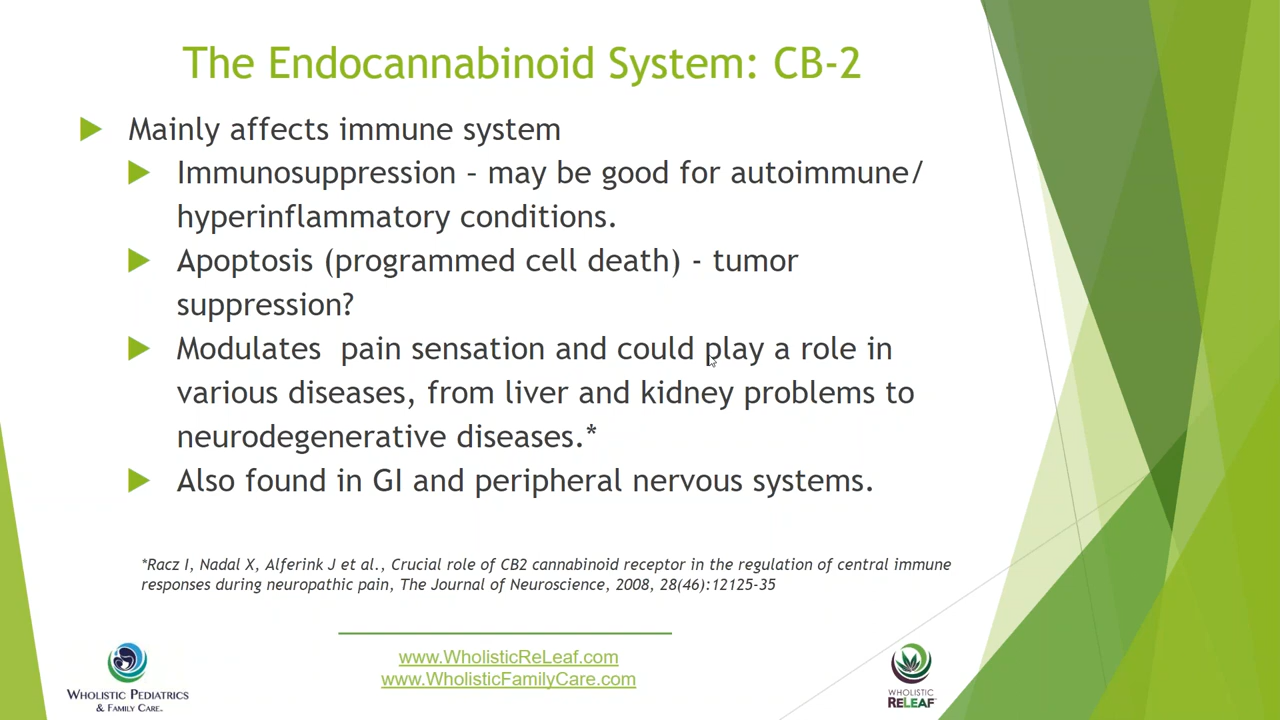 The Endocannabinoid System: CB-2
Mainly affects immune system
Immunosuppression – may be good for autoimmune/
hyperinflammatory conditions.
Apoptosis (programmed cell death) - tumor
suppression?
Modulates  pain sensation and could play a role in
various diseases, from liver and kidney problems to
neurodegenerative diseases.*
Also found in GI and peripheral nervous systems.
*Racz I, Nadal X, Alferink J et al., Crucial role of CB2 cannabinoid receptor in the regulation of central immune
responses during neuropathic pain, The Journal of Neuroscience, 2008, 28(46):12125-35
www.WholisticReLeaf.com
www.WholisticFamilyCare.com
WHOLISTIC PEDIATRICS
& FAMILY CARE.
WHOLISTIC
RELEAF